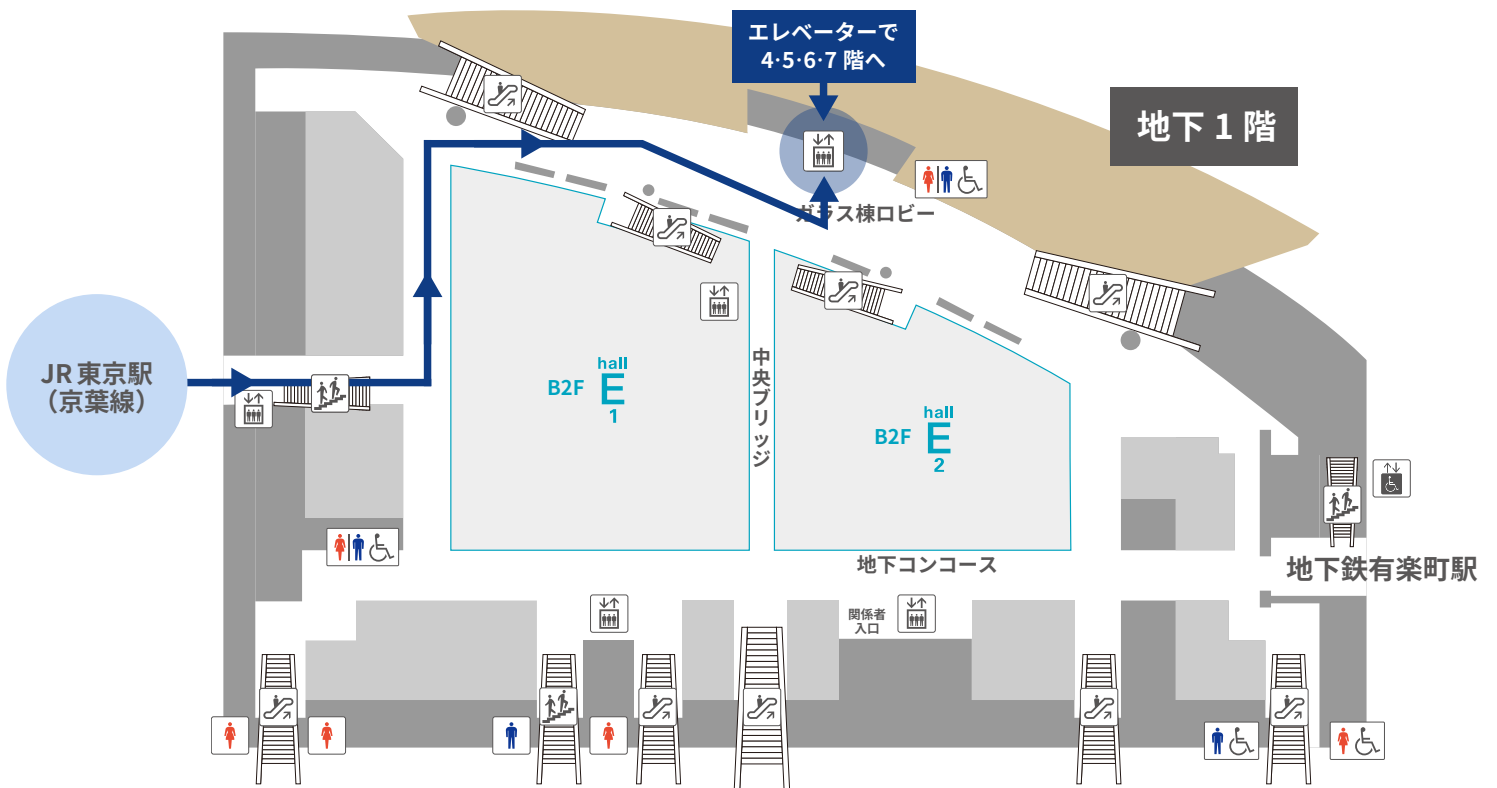 エレベーターで
4·5·6·7 階へ
地下 1 階
ガラス棟ロビー
JR 東京駅
（京葉線）
B2F
hall
E
1
中央ブリッジ
B2F
hall
E
2
地下コンコース
地下鉄有楽町駅
関係者
入口